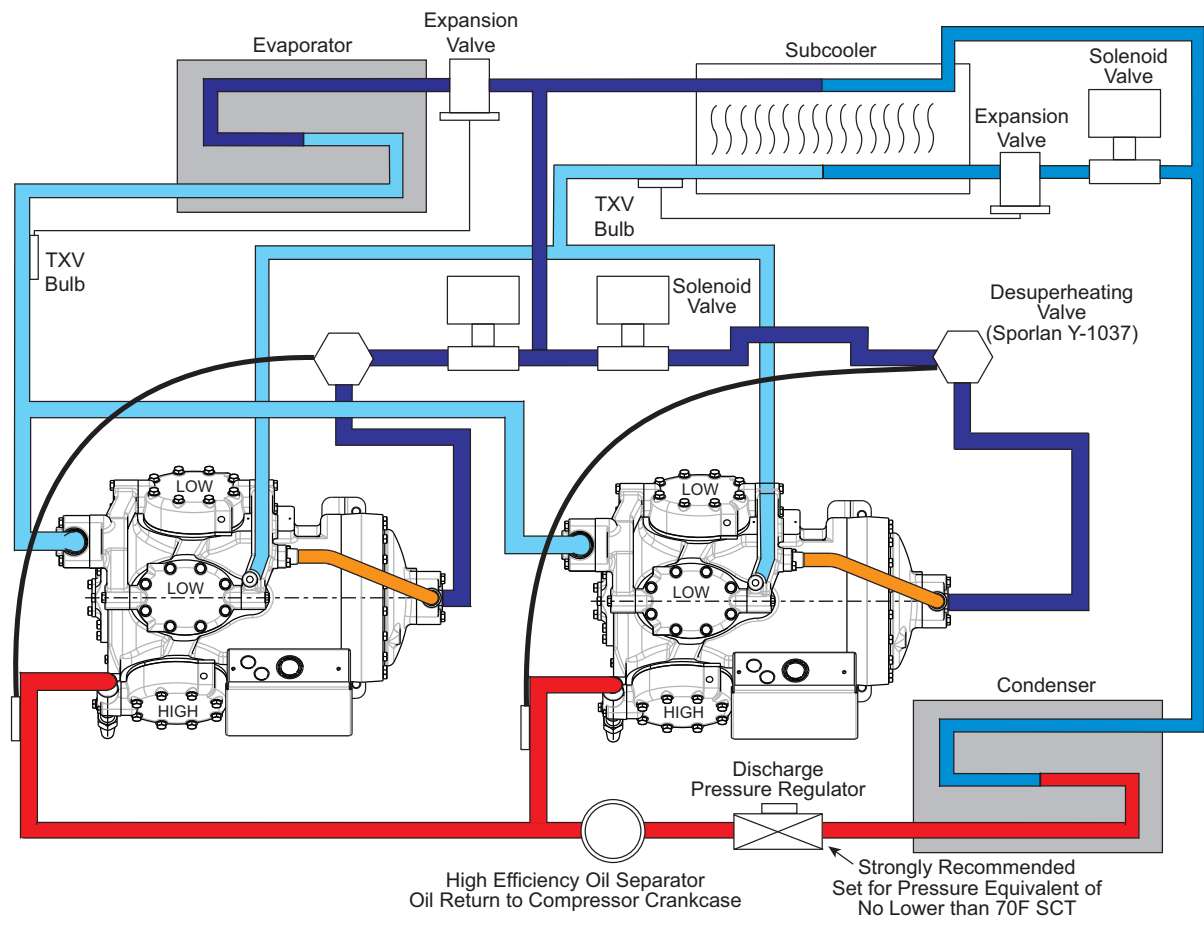 Evaporator
Expansion
Valve
Subcooler
Solenoid
Valve
Expansion
Valve
TXV
Bulb
TXV
Bulb
Solenoid
Valve
Desuperheating
Valve
(Sporlan Y-1037)
LOW
LOW
HIGH
LOW
LOW
HIGH
Condenser
Discharge
Pressure Regulator
High Efficiency Oil Separator
Oil Return to Compressor Crankcase
Strongly Recommended
Set for Pressure Equivalent of
No Lower than 70F SCT